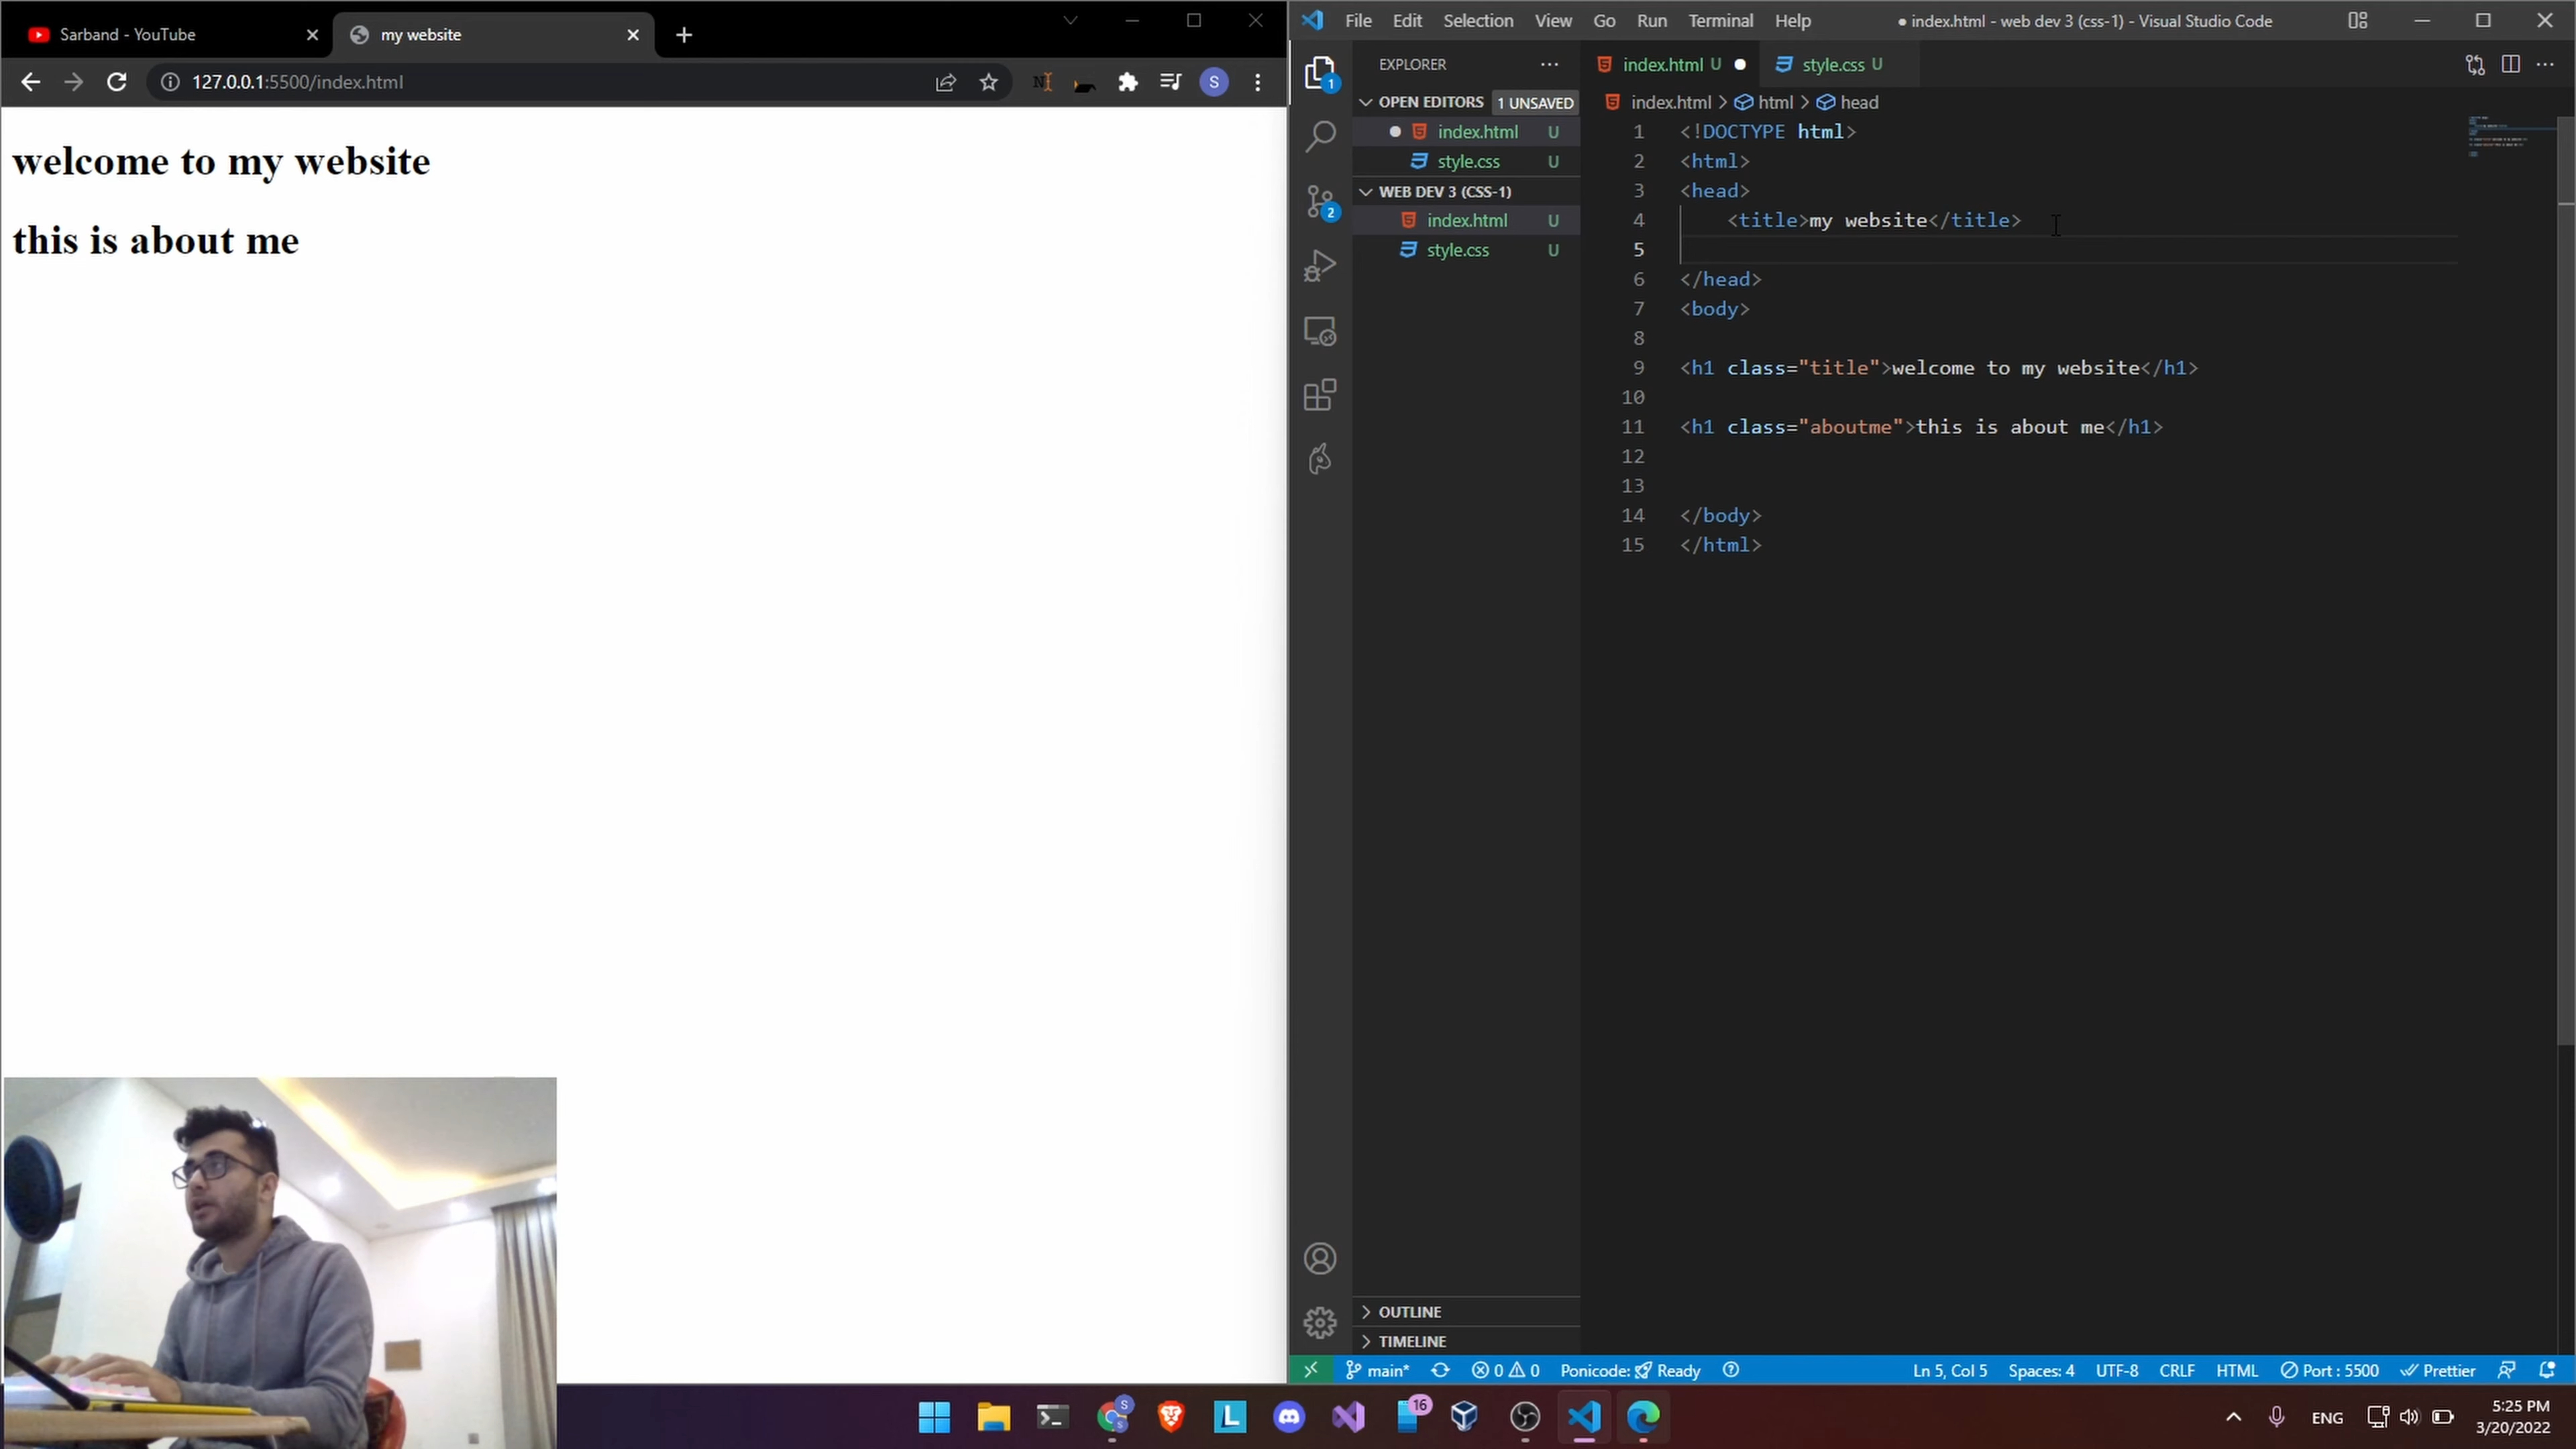 Sarband - YouTube
my website
127.0.0.1:5500/index.html
S
welcome to my website
this is about me
File Edit Selection View Go Run Terminal Help
● index.html - web dev 3 (css-1) - Visual Studio Code
EXPLORER
1
2
OPEN EDITORS 1 UNSAVED
index.html U
style.css U
WEB DEV 3 (CSS-1)
index.html U
style.css U
OUTLINE
TIMELINE
index.html U
style.css U
index.html > html > head
1 <!DOCTYPE html>
2 <html>
3 <head>
4 <title>my website</title>
5
6 </head>
7 <body>
8
9 <h1 class="title">welcome to my website</h1>
10
11 <h1 class="aboutme">this is about me</h1>
12
13
14 </body>
15 </html>
main* 0 0 Ponicode: Ready Ln 5, Col 5 Spaces: 4 UTF-8 CRLF HTML Port : 5500 Prettier
S
L
16
ENG
5:25 PM
3/20/2022